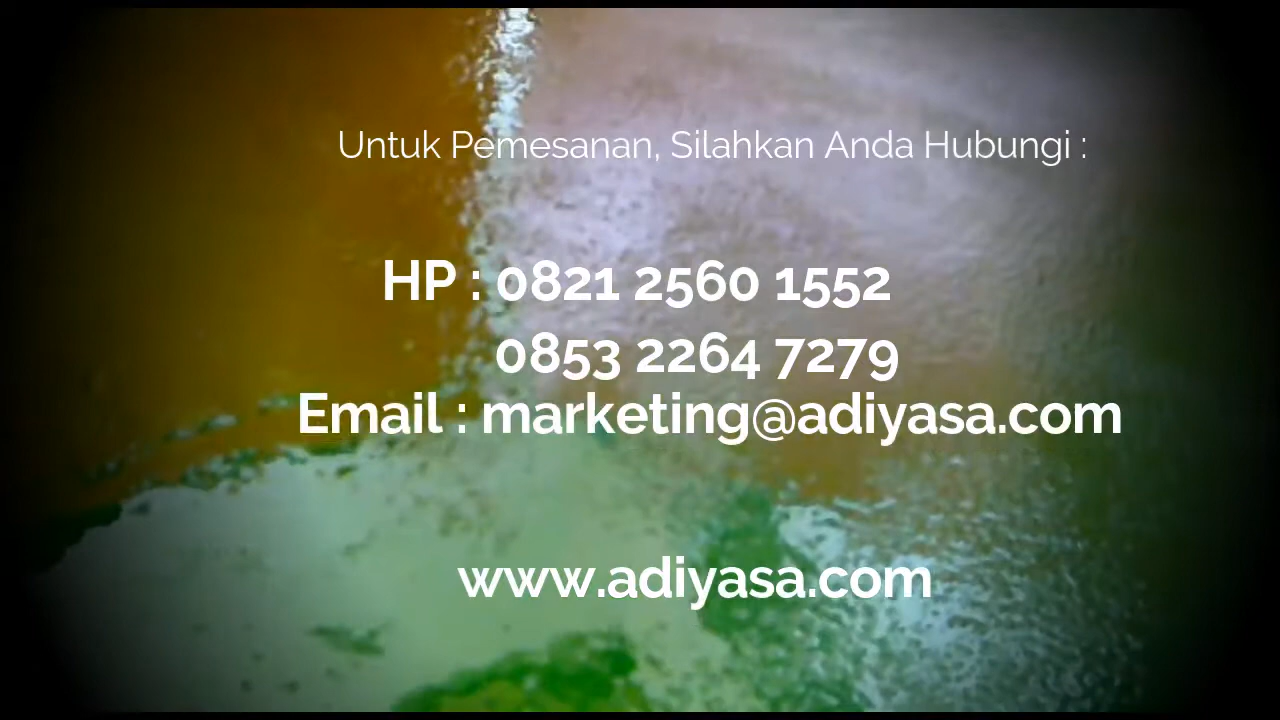 Untuk Pemesanan, Silahkan Anda Hubungi :
HP : 0821 2560 1552
0853 2264 7279
Email : marketing@adiyasa.com
www.adiyasa.com